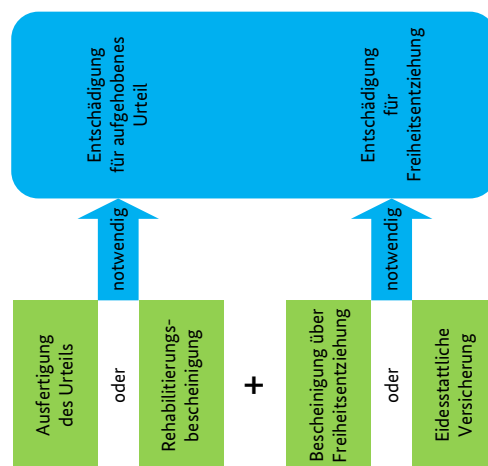 Ausfertigung
des Urteils
oder
Rehabilitierungs-
bescheinigung
notwendig
Entschädigung
für aufgehobenes
Urteil
+
Bescheinigung über
Freiheitsentziehung
oder
Eidesstattliche
Versicherung
notwendig
Entschädigung
für
Freiheitsentziehung